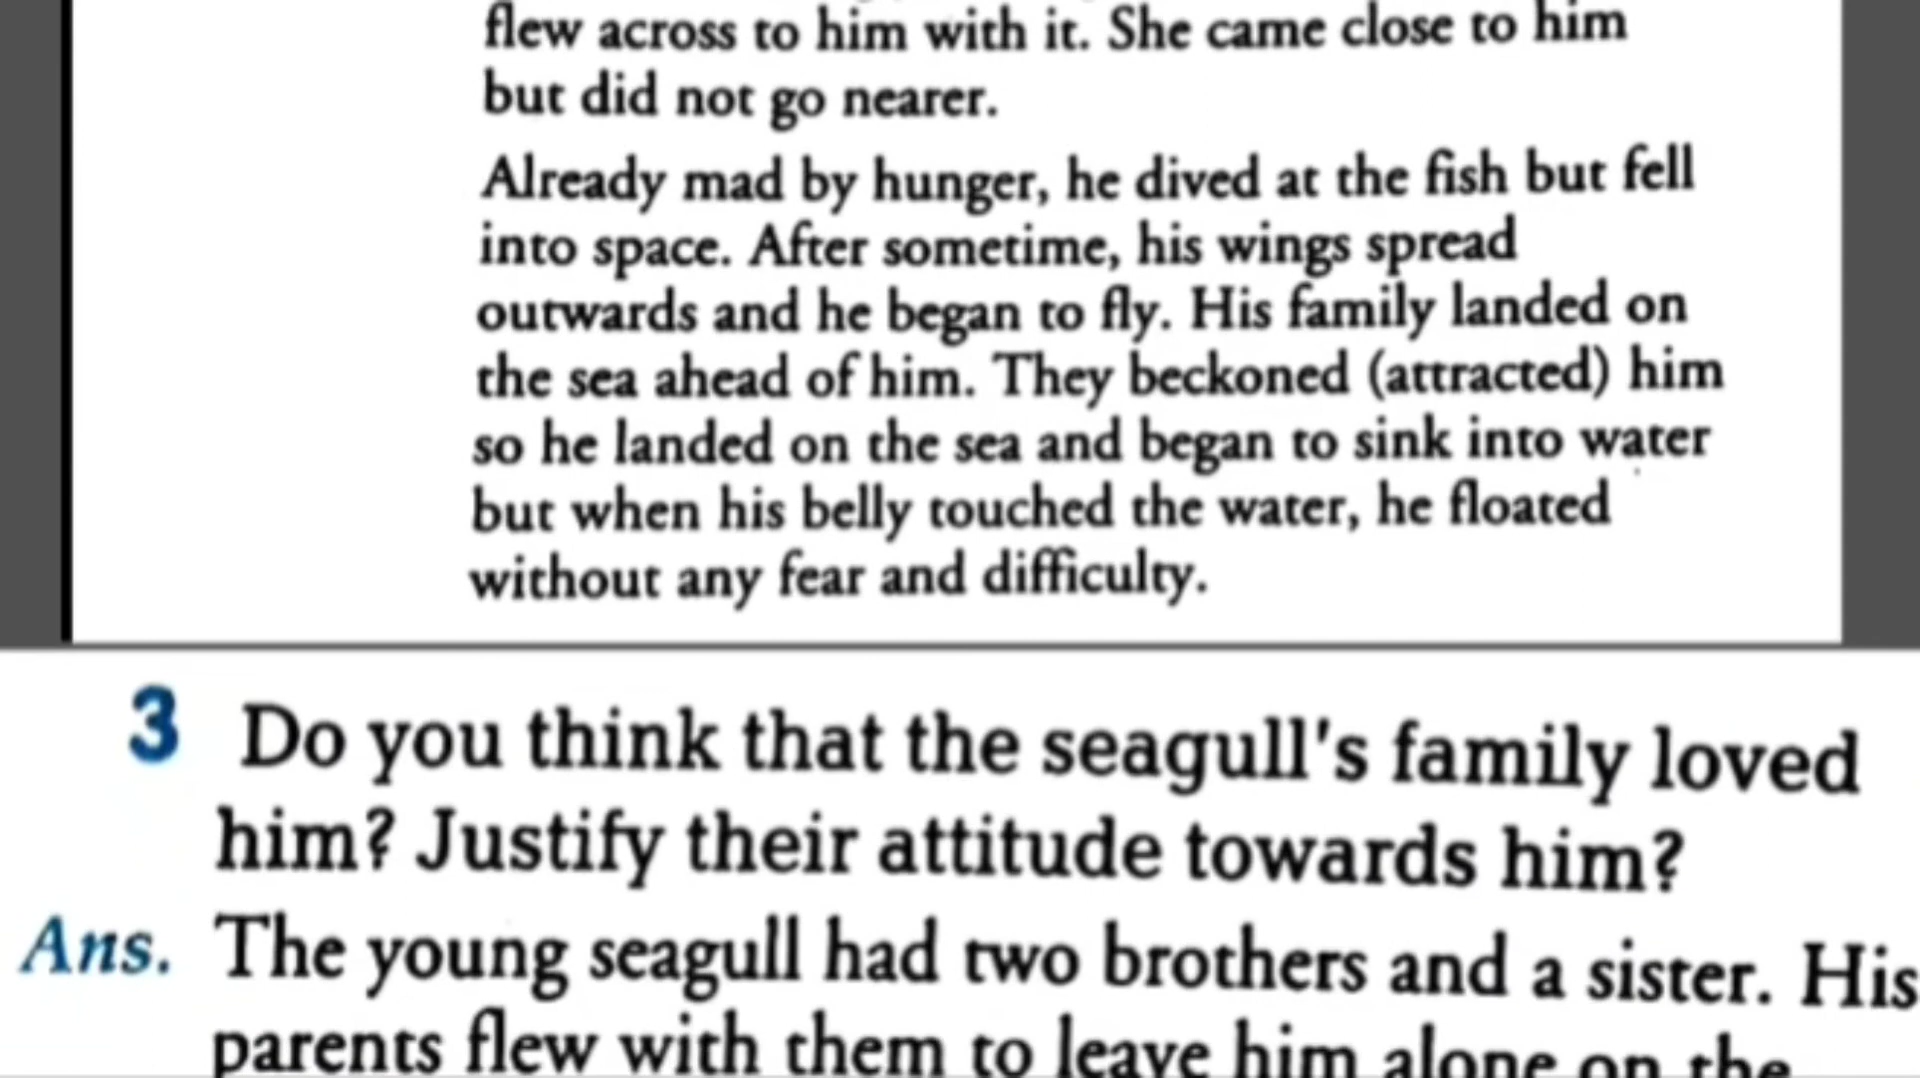 flew across to him with it. She came close to him
but did not go nearer.
Already mad by hunger, he dived at the fish but fell
into space. After sometime, his wings spread
outwards and he began to fly. His family landed on
the sea ahead of him. They beckoned (attracted) him
so he landed on the sea and began to sink into water
but when his belly touched the water, he floated
without any fear and difficulty.
3 Do you think that the seagull's family loved
him? Justify their attitude towards him?
Ans. The young seagull had two brothers and a sister. His
parents flew with them to leave him alone on the